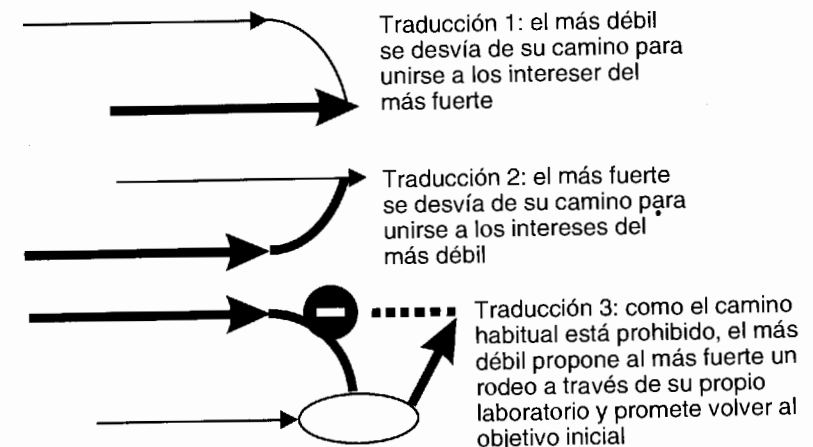 Traducción 1: el más débil
se desvía de su camino para
unirse a los intereser del
más fuerte
Traducción 2: el más fuerte
se desvía de su camino para
unirse a los intereses del
más débil
Traducción 3: como el camino
habitual está prohibido, el más
débil propone al más fuerte un
rodeo a través de su propio
laboratorio y promete volver al
objetivo inicial